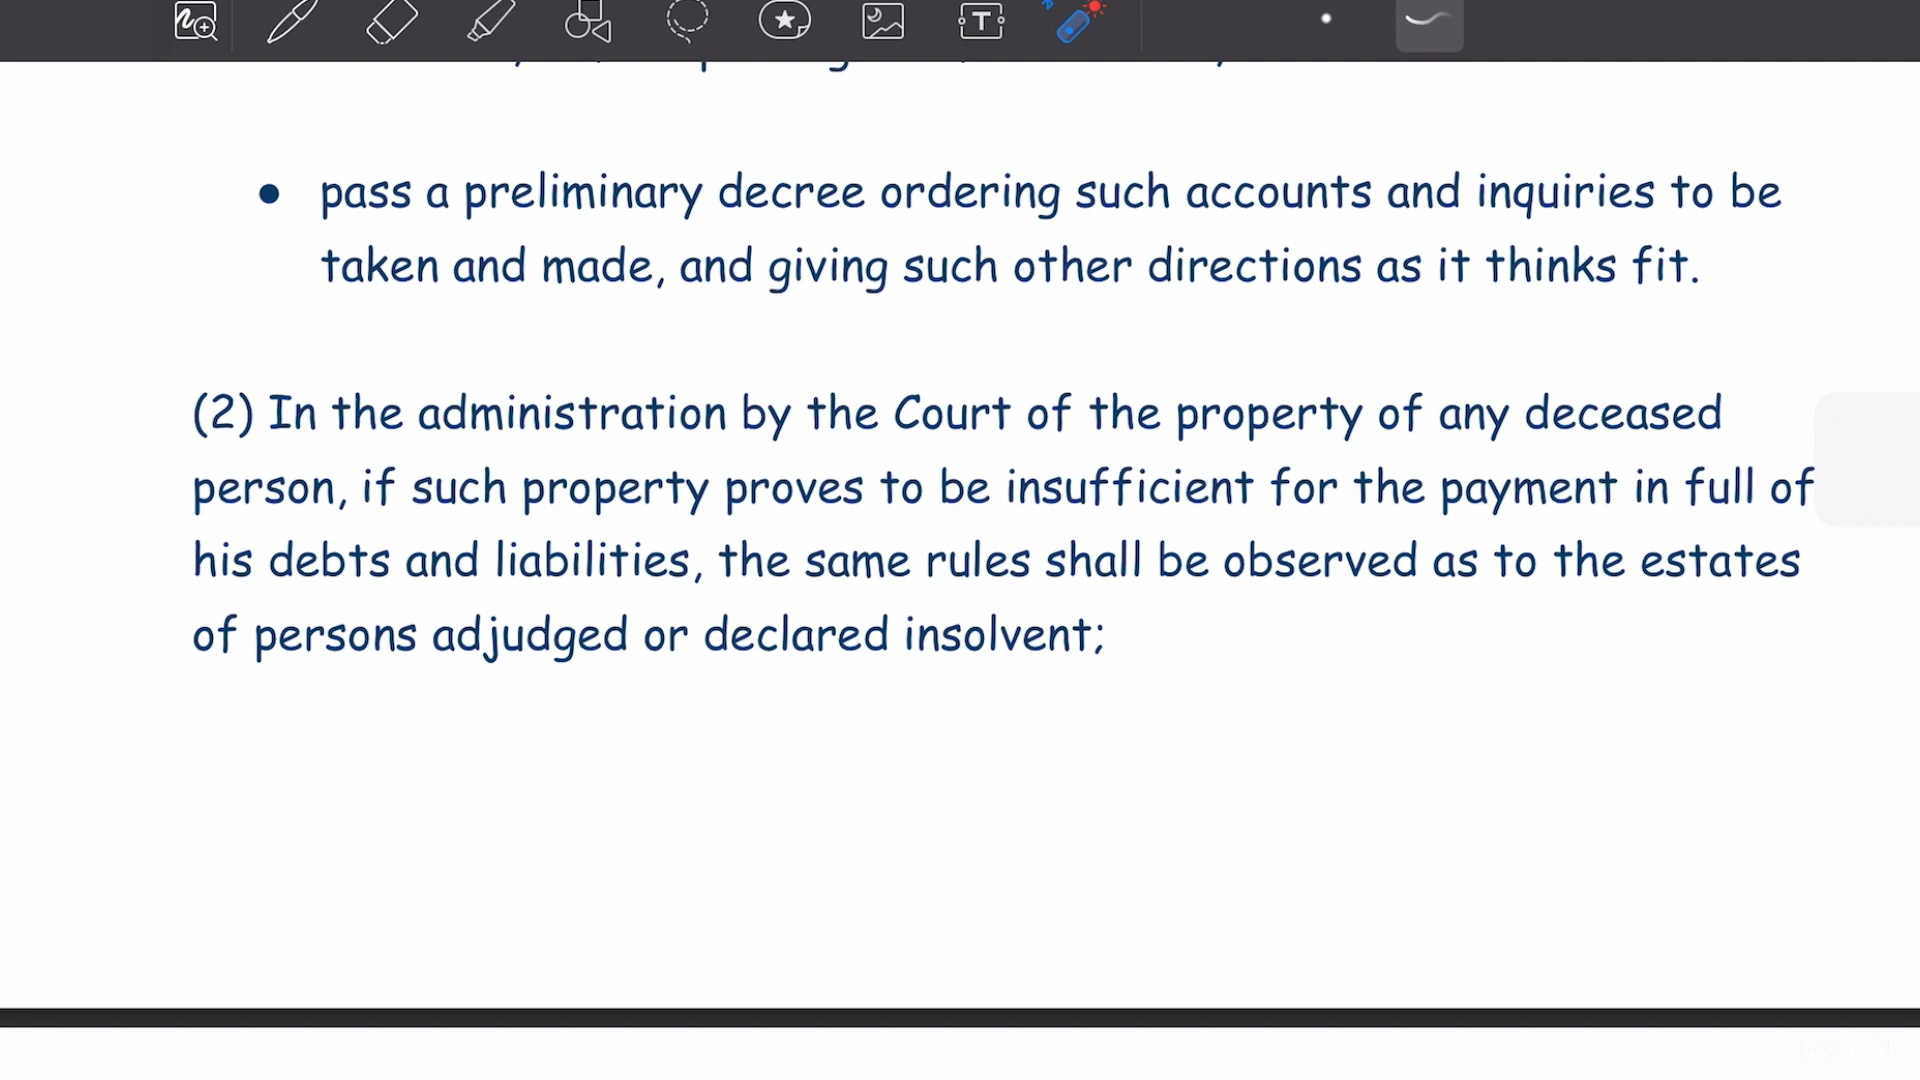 • pass a preliminary decree ordering such accounts and inquiries to be
taken and made, and giving such other directions as it thinks fit.
(2) In the administration by the Court of the property of any deceased
person, if such property proves to be insufficient for the payment in full of
his debts and liabilities, the same rules shall be observed as to the estates
of persons adjudged or declared insolvent;